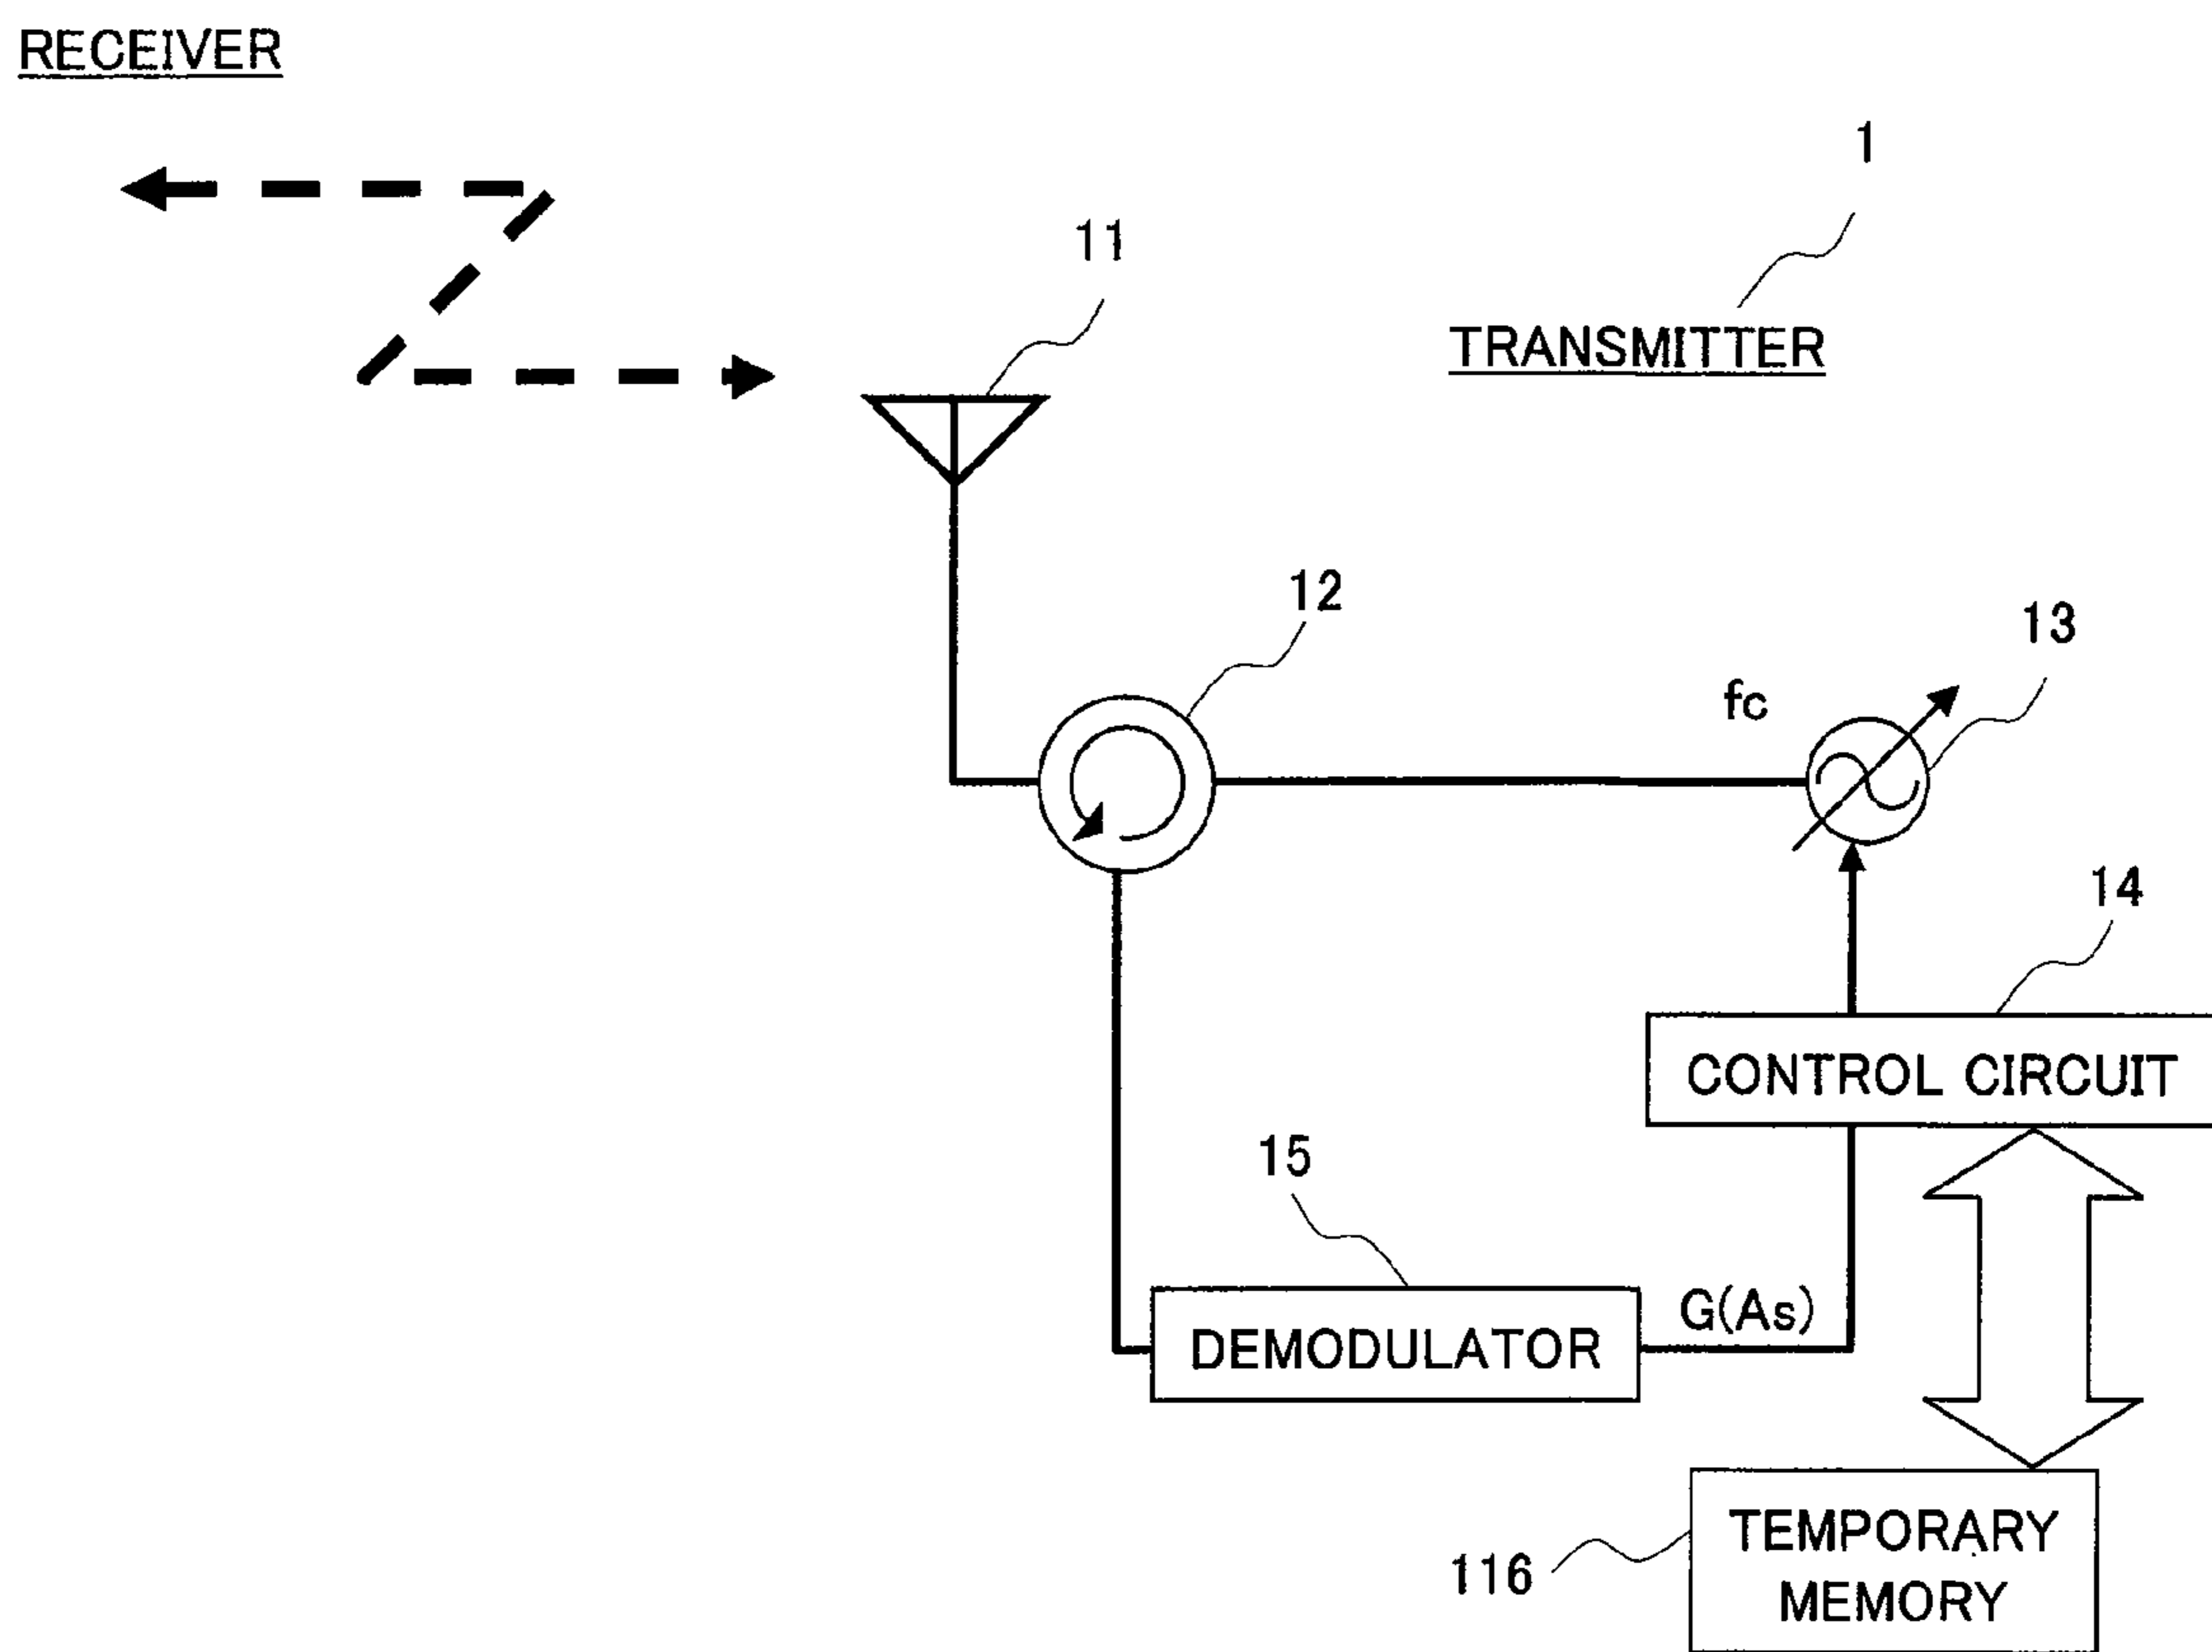 RECEIVER
1
11
TRANSMITTER
12
13
fc
14
CONTROL CIRCUIT
15
G(As)
DEMODULATOR
TEMPORARY
116
MEMORY